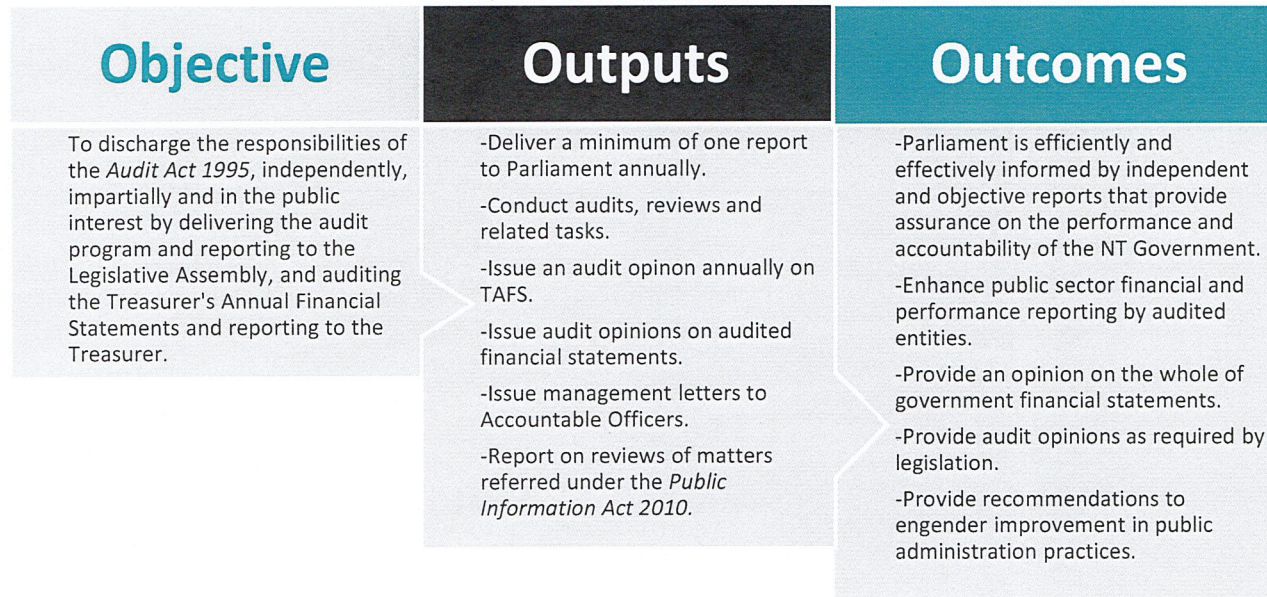 Objective
To discharge the responsibilities of
the Audit Act 1995, independently,
impartially and in the public
interest by delivering the audit
program and reporting to the
Legislative Assembly, and auditing
the Treasurer's Annual Financial
Statements and reporting to the
Treasurer.
Outputs
-Deliver a minimum of one report
to Parliament annually.
-Conduct audits, reviews and
related tasks.
-Issue an audit opinon annually on
TAFS.
-Issue audit opinions on audited
financial statements.
-Issue management letters to
Accountable Officers.
-Report on reviews of matters
referred under the Public
Information Act 2010.
Outcomes
-Parliament is efficiently and
effectively informed by independent
and objective reports that provide
assurance on the performance and
accountability of the NT Government.
-Enhance public sector financial and
performance reporting by audited
entities.
-Provide an opinion on the whole of
government financial statements.
-Provide audit opinions as required by
legislation.
-Provide recommendations to
engender improvement in public
administration practices.